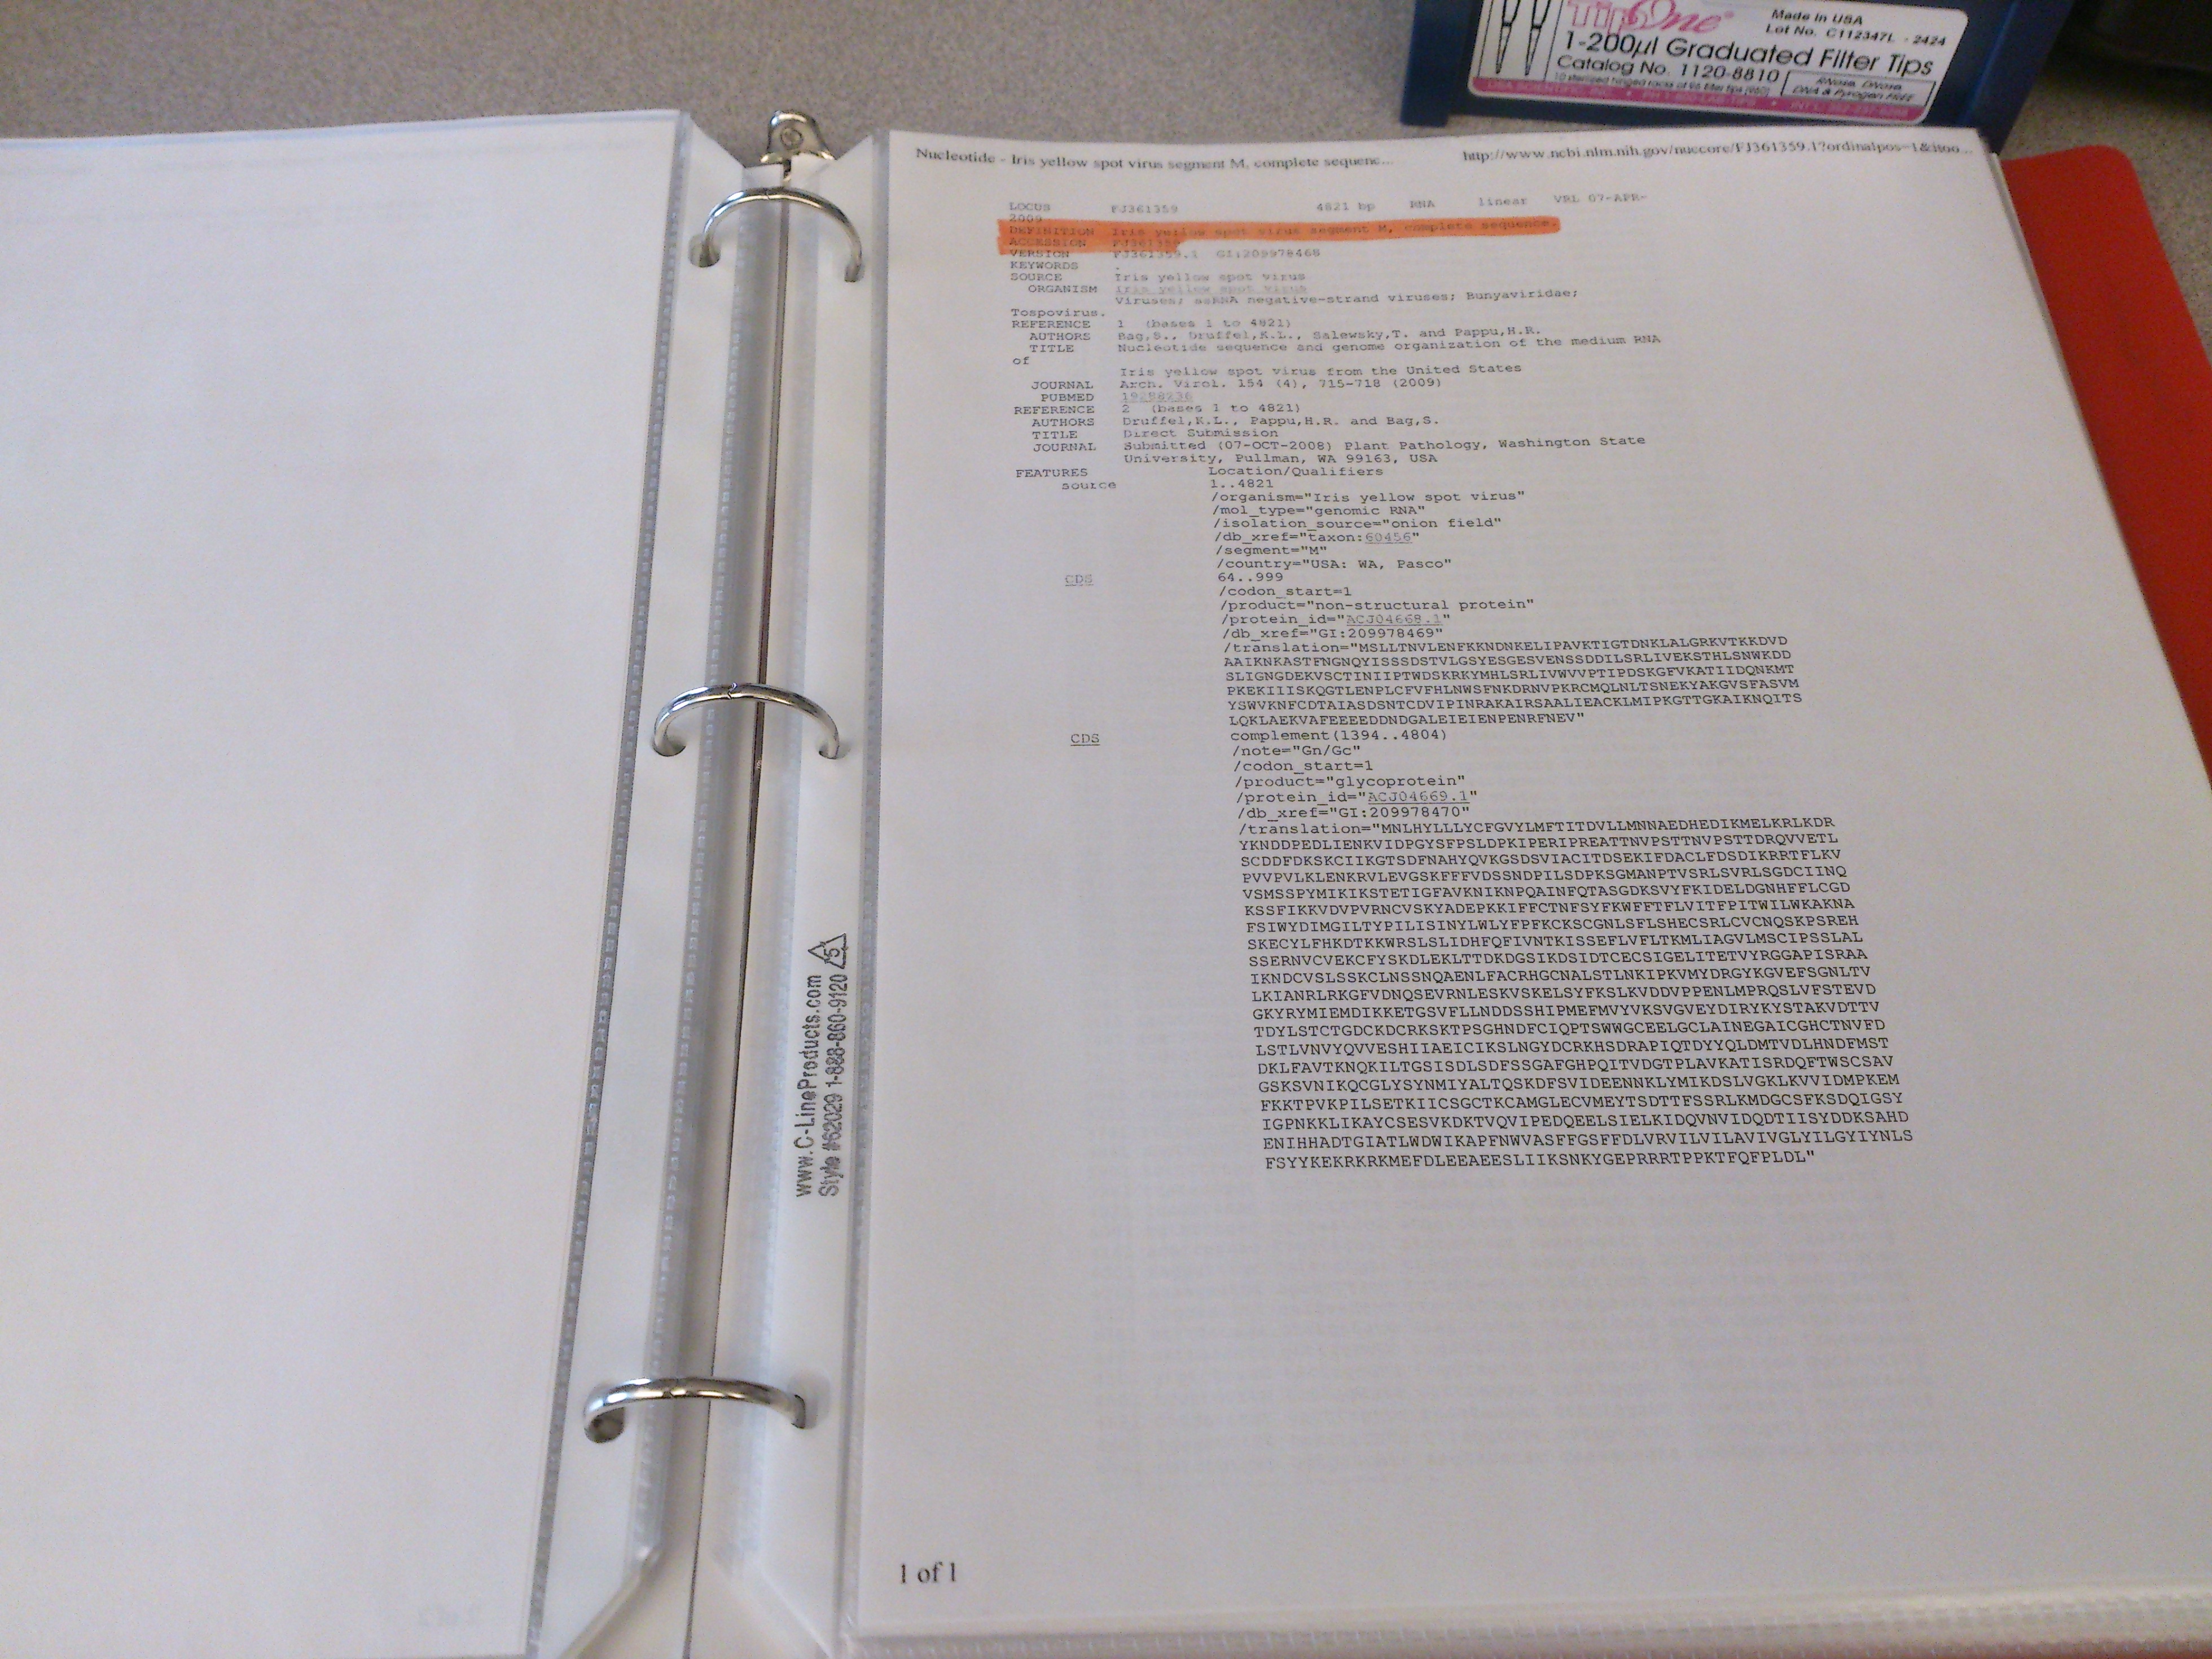 TipOne®
Made in USA
Lot No. C112347L - 2424
1-200µl Graduated Filter Tips
Catalog No. 1120-8810
10 sterilized hinged racks of 96 filter tips (960)
RNase, DNase
DNA & Pyrogen FREE
Nucleotide - Iris yellow spot virus segment M, complete sequenc... http://www.ncbi.nlm.nih.gov/nuccore/FJ361359.1?ordinalpos=1&itoo...
LOCUS FJ361359 4821 bp RNA linear VRL 07-APR-
2009
DEFINITION Iris yellow spot virus segment M, complete sequence.
ACCESSION FJ361359
VERSION FJ361359.1 GI:209978468
KEYWORDS .
SOURCE Iris yellow spot virus
ORGANISM Iris yellow spot virus
Viruses; ssRNA negative-strand viruses; Bunyaviridae;
Tospovirus.
REFERENCE 1 (bases 1 to 4821)
AUTHORS Bag,S., Druffel,K.L., Salewsky,T. and Pappu,H.R.
TITLE Nucleotide sequence and genome organization of the medium RNA
of
Iris yellow spot virus from the United States
JOURNAL Arch. Virol. 154 (4), 715-718 (2009)
PUBMED
REFERENCE 2 (bases 1 to 4821)
AUTHORS Druffel,K.L., Pappu,H.R. and Bag,S.
TITLE Direct Submission
JOURNAL Submitted (07-OCT-2008) Plant Pathology, Washington State
University, Pullman, WA 99163, USA
FEATURES Location/Qualifiers
source 1..4821
/organism="Iris yellow spot virus"
/mol_type="genomic RNA"
/isolation_source="onion field"
/db_xref="taxon:60456"
/segment="M"
/country="USA: WA, Pasco"
CDS 64..999
/codon_start=1
/product="non-structural protein"
/protein_id="ACJ04668.1"
/db_xref="GI:209978469"
/translation="MSLLTNVLENFKKNDNKELIPAVKTIGTDNKLALGRKVTKKDVD
AAIKNKASTFNGNQYISSSDSTVLGSYESGESVENSSDDILSRLIVEKSTHLSNWKDD
SLIGNGDEKVSCTINIIPTWDSKRKYMHLSRLIVWVVPTIPDSKGFVKATIIDQNKMT
PKEKIIISKQGTLENPLCFVFHLNWSFNKDRNVPKRCMQLNLTSNEKYAKGVSFASVM
YSWVKNFCDTAIASDSNTCDVIPINRAKAIRSAALIEACKLMIPKGTTGKAIKNQITS
LQKLAEKVAFEEEEDDNDGALEIEIENPENRFNEV"
CDS complement(1394..4804)
/note="Gn/Gc"
/codon_start=1
/product="glycoprotein"
/protein_id="ACJ04669.1"
/db_xref="GI:209978470"
/translation="MNLHYLLLYCFGVYLMFTITDVLLMNNAEDHEDIKMELKRLKDR
YKNDDPEDLIENKVIDPGYSFPSLDPKIPERIPREATTNVPSTTNVPSTTDRQVVETL
SCDDFDKSKCIIKGTSDFNAHYQVKGSDSVIACITDSEKIFDACLFDSDIKRRTFLKV
PVVPVLKLENKRVLEVGSKFFFVDSSNDPILSDPKSGMANPTVSRLSVRLSGDCIINQ
VSMSSPYMIKIKSTETIGFAVKNIKNPQAINFQTASGDKSVYFKIDELDGNHFFLCGD
KSSFIKKVDVPVRNCVSKYADEPKKIFFCTNFSYFKWFFTFLVITFPITWILWKAKNA
FSIWYDIMGILTYPILISINYLWLYFPFKCKSCGNLSFLSHECSRLCVCNQSKPSREH
SKECYLFHKDTKKWRSLSLIDHFQFIVNTKISSEFLVFLTKMLIAGVLMSCIPSSLAL
SSERNVCVEKCFYSKDLEKLTTDKDGSIKDSIDTCECSIGELITETVYRGGAPISRAA
IKNDCVSLSSKCLNSSNQAENLFACRHGCNALSTLNKIPKVMYDRGYKGVEFSGNLTV
LKIANRLRKGFVDNQSEVRNLESKVSKELSYFKSLKVDDVPPENLMPRQSLVFSTEVD
GKYRYMIEMDIKKETGSVFLLNDDSSHIPMEFMVYVKSVGVEYDIRYKYSTAKVDTTV
TDYLSTCTGDCKDCRKSKTPSGHNDFCIQPTSWWGCEELGCLAINEGAICGHCTNVFD
LSTLVNVYQVVESHIIAEICIKSLNGYDCRKHSDRAPIQTDYYQLDMTVDLHNDFMST
DKLFAVTKNQKILTGSISDLSDFSSGAFGHPQITVDGTPLAVKATISRDQFTWSCSAV
GSKSVNIKQCGLYSYNMIYALTQSKDFSVIDEENNKLYMIKDSLVGKLKVVIDMPKEM
FKKTPVKPILSETKIICSGCTKCAMGLECVMEYTSDTTFSSRLKMDGCSFKSDQIGSY
IGPNKKLIKAYCSESVKDKTVQVIPEDQEELSIELKIDQVNVIDQDTIISYDDKSAHD
ENIHHADTGIATLWDWIKAPFNWVASFFGSFFDLVRVILVILAVIVGLYILGYIYNLS
FSYYKEKRKRKMEFDLEEAEESLIIKSNKYGEPRRRTPPKTFQFPLDL"
www.C-LineProducts.com
Style #62029 1-888-860-9120 5
1 of 1